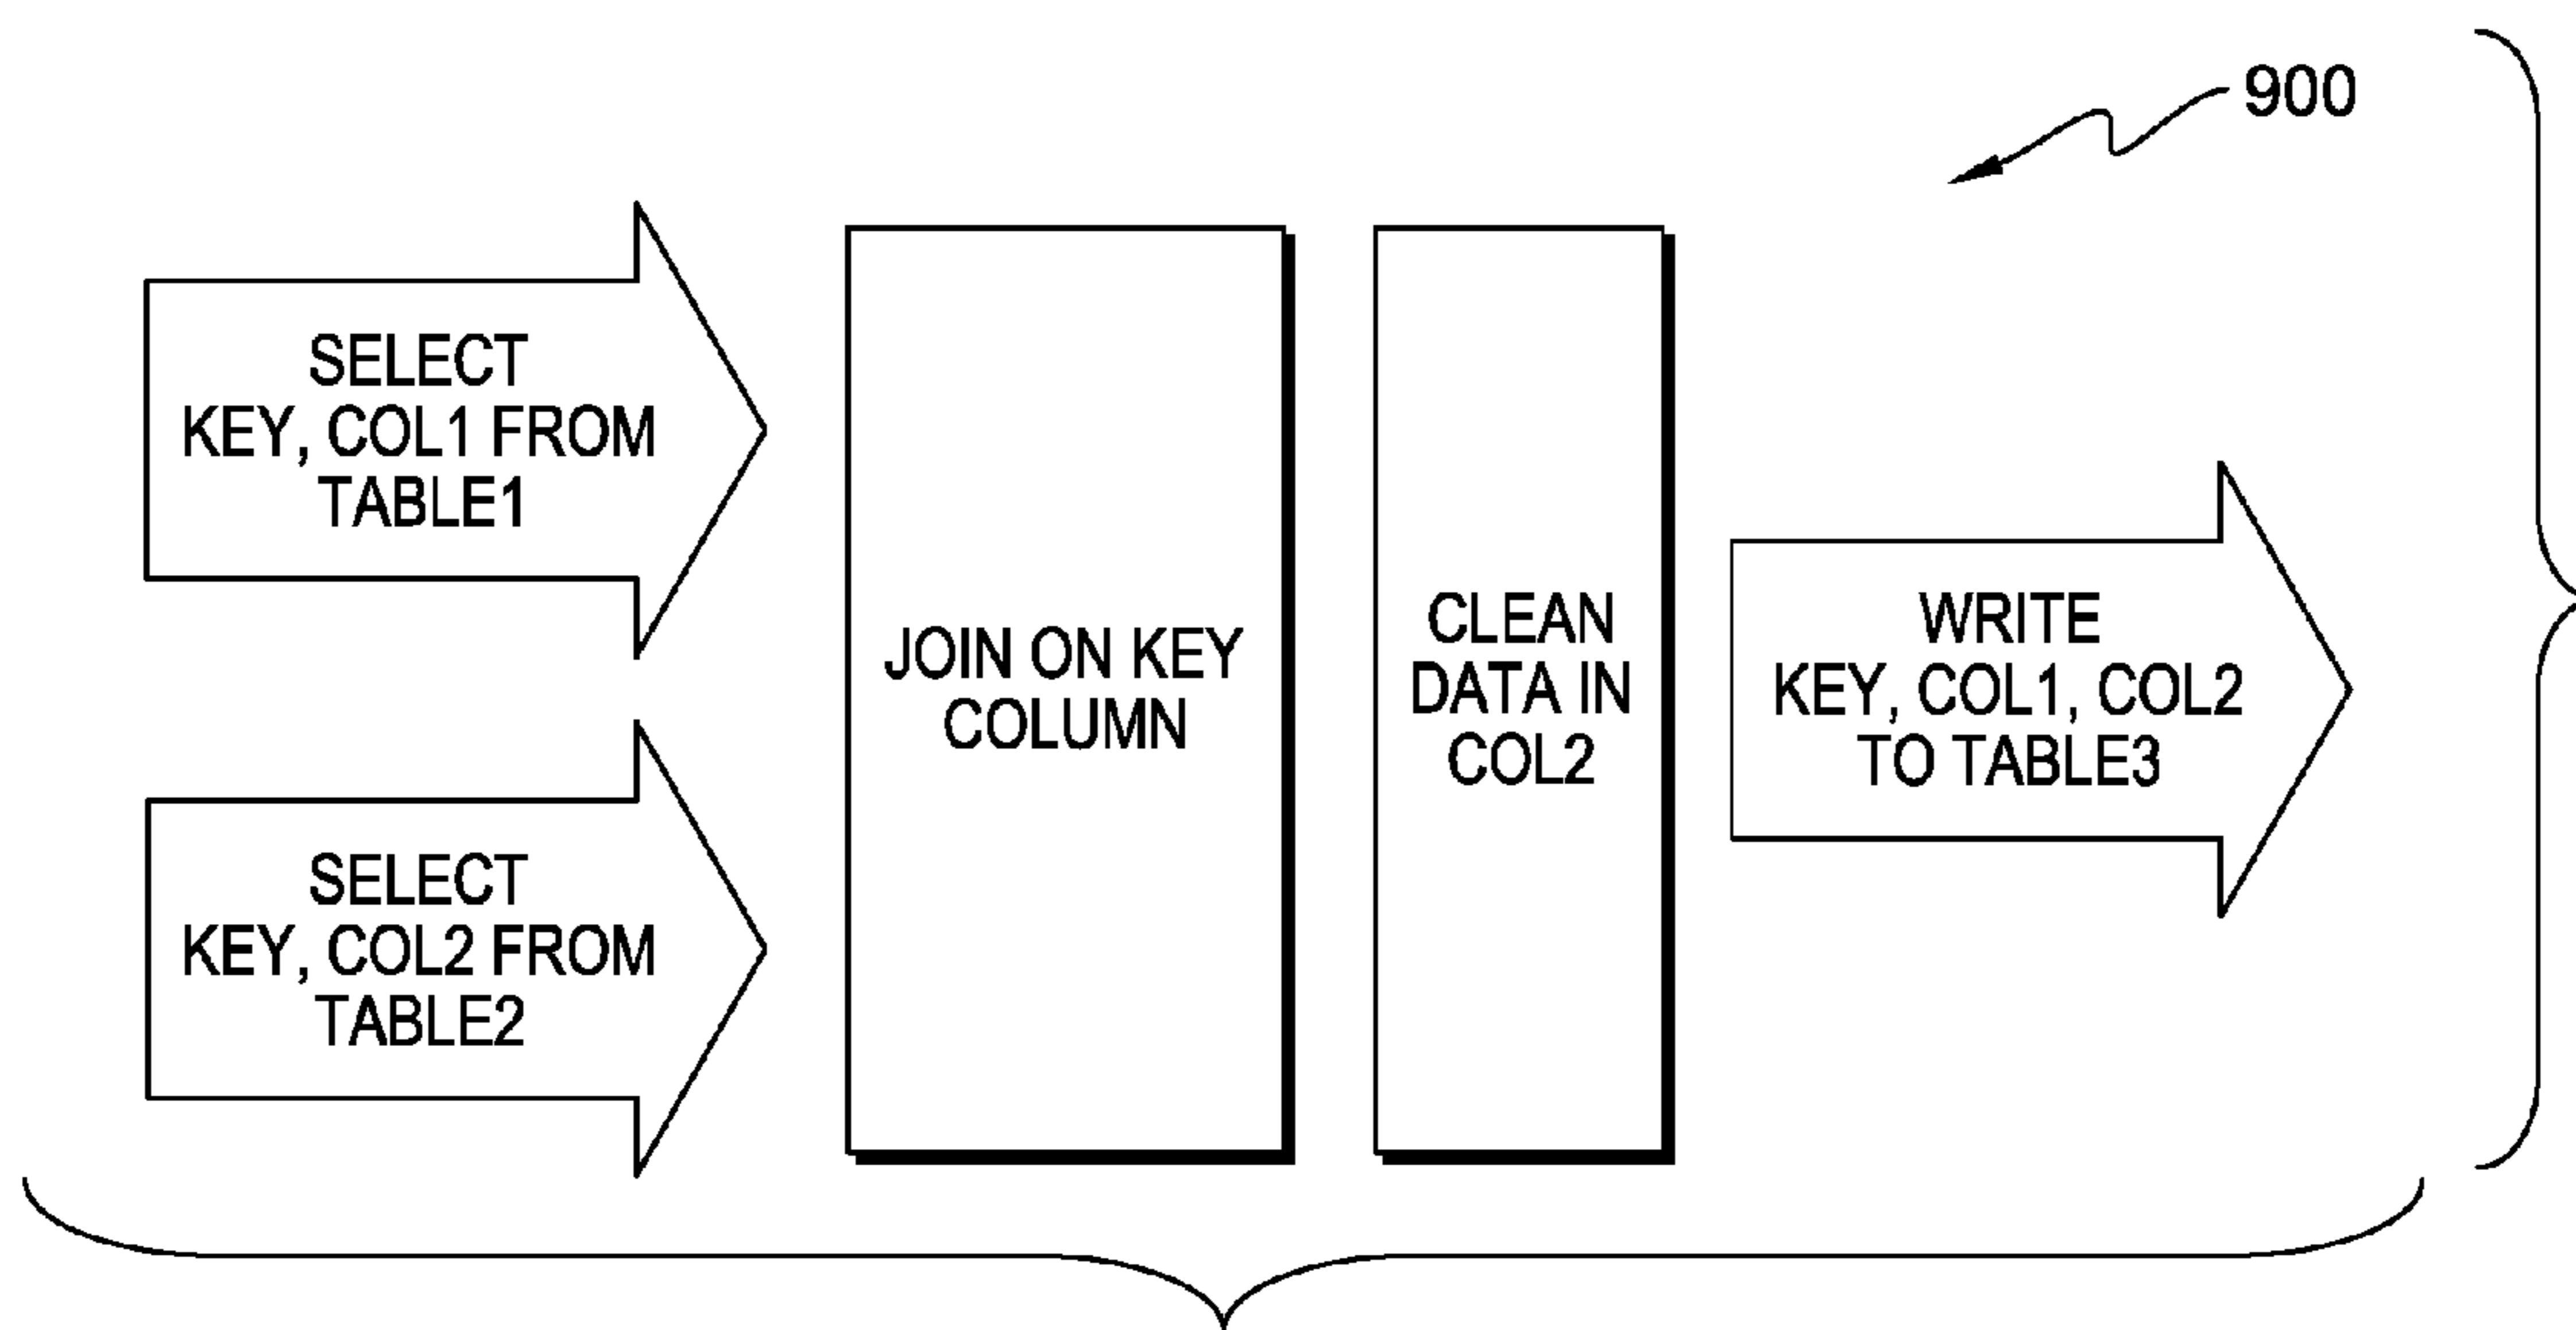 900
SELECT
KEY, COL1 FROM
TABLE1
SELECT
KEY, COL2 FROM
TABLE2
JOIN ON KEY
COLUMN
CLEAN
DATA IN
COL2
WRITE
KEY, COL1, COL2
TO TABLE3